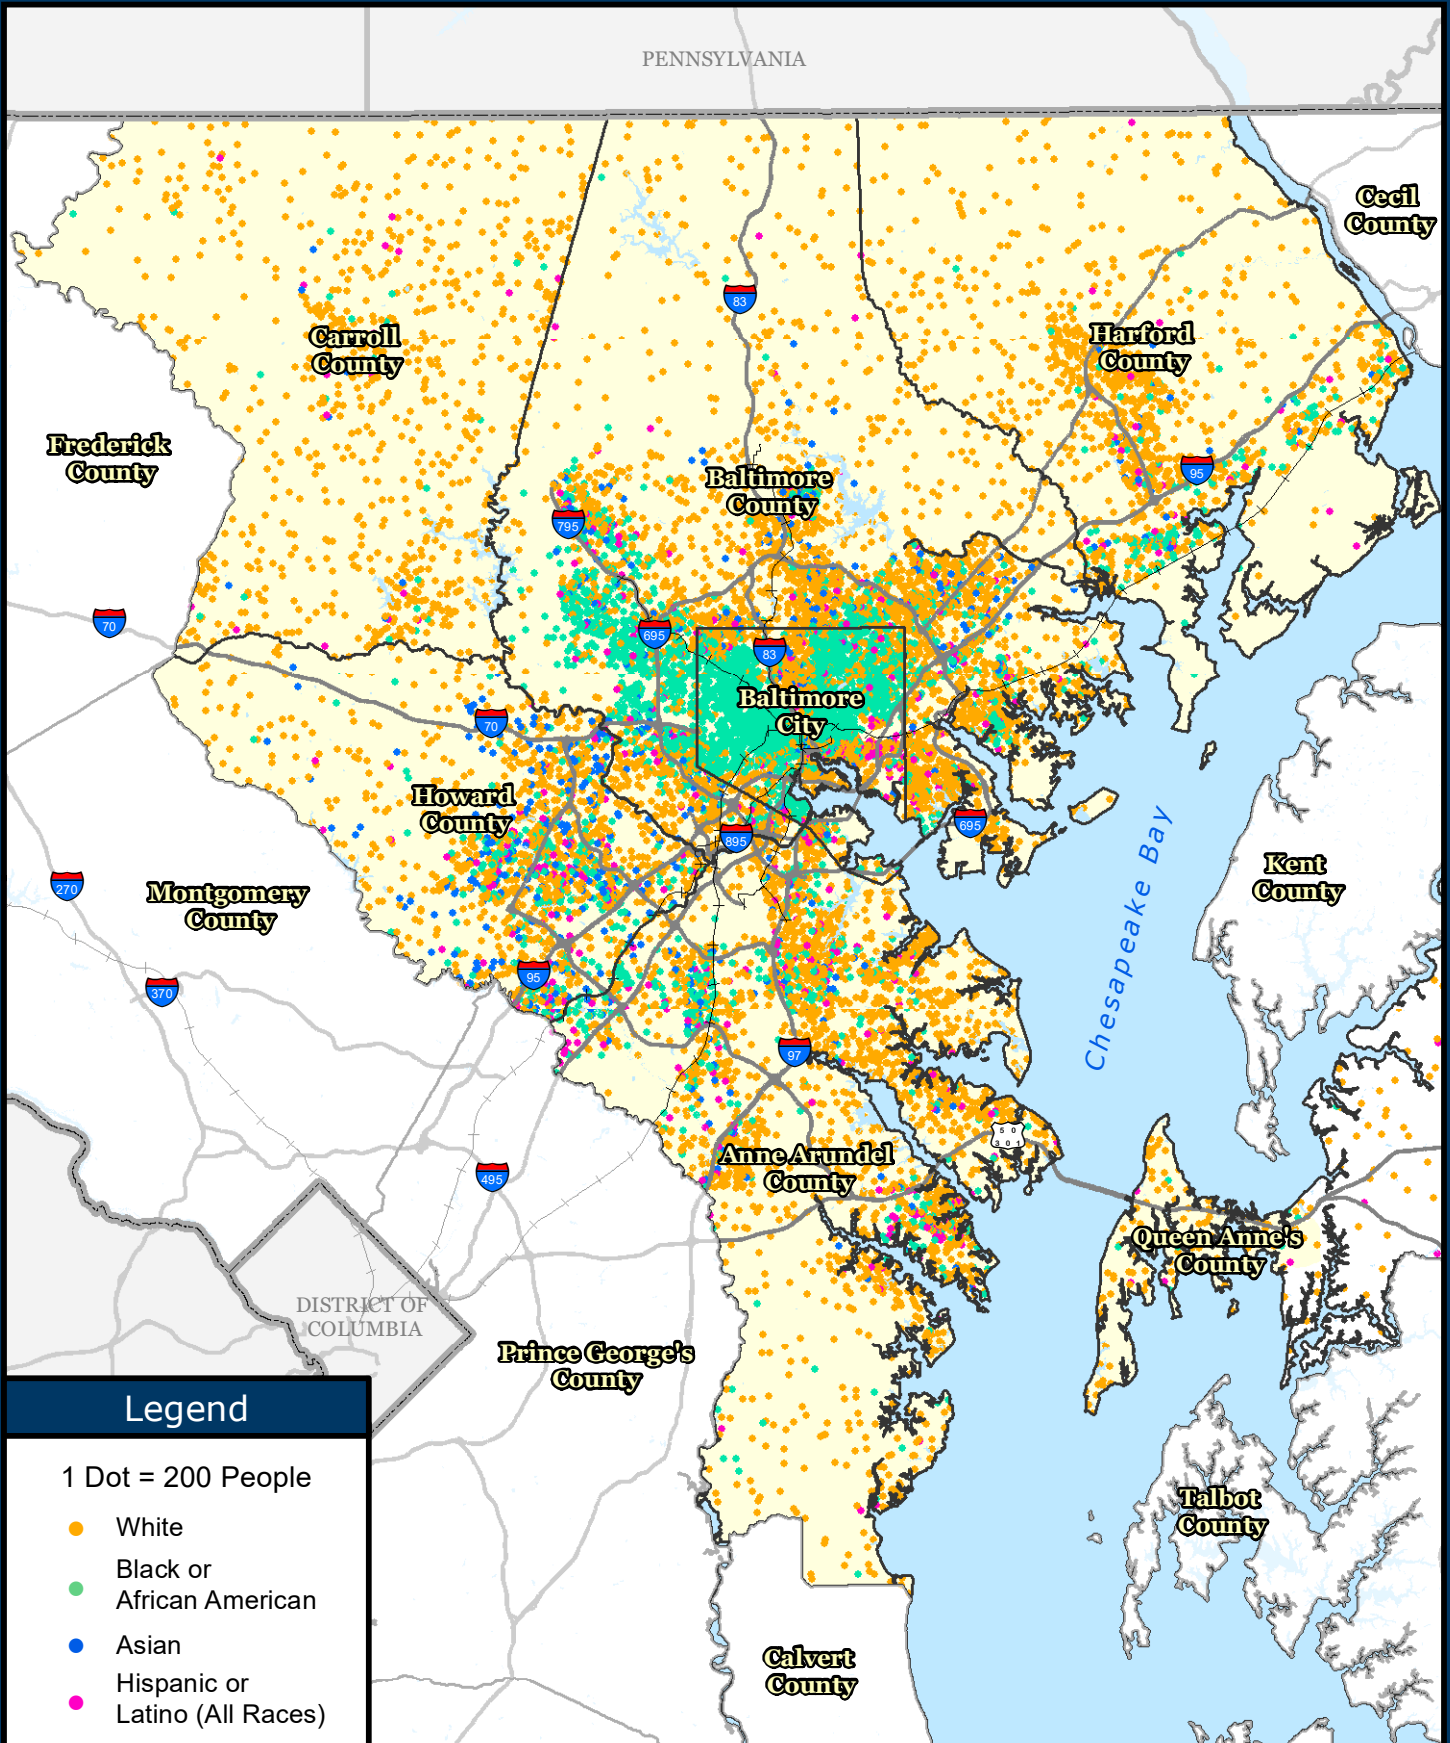 PENNSYLVANIA
Cecil
County
83
Harford
County
Carroll
County
Frederick
County
95
Baltimore
County
795
70
695
83
Baltimore
City
70
Howard
County
695
895
Chesapeake Bay
Kent
County
270
Montgomery
County
95
370
97
50
301
Anne Arundel
County
495
Queen Anne's
County
DISTRICT OF
COLUMBIA
Prince George's
County
Talbot
County
Calvert
County
Legend
1 Dot = 200 People
White
Black or
African American
Asian
Hispanic or
Latino (All Races)